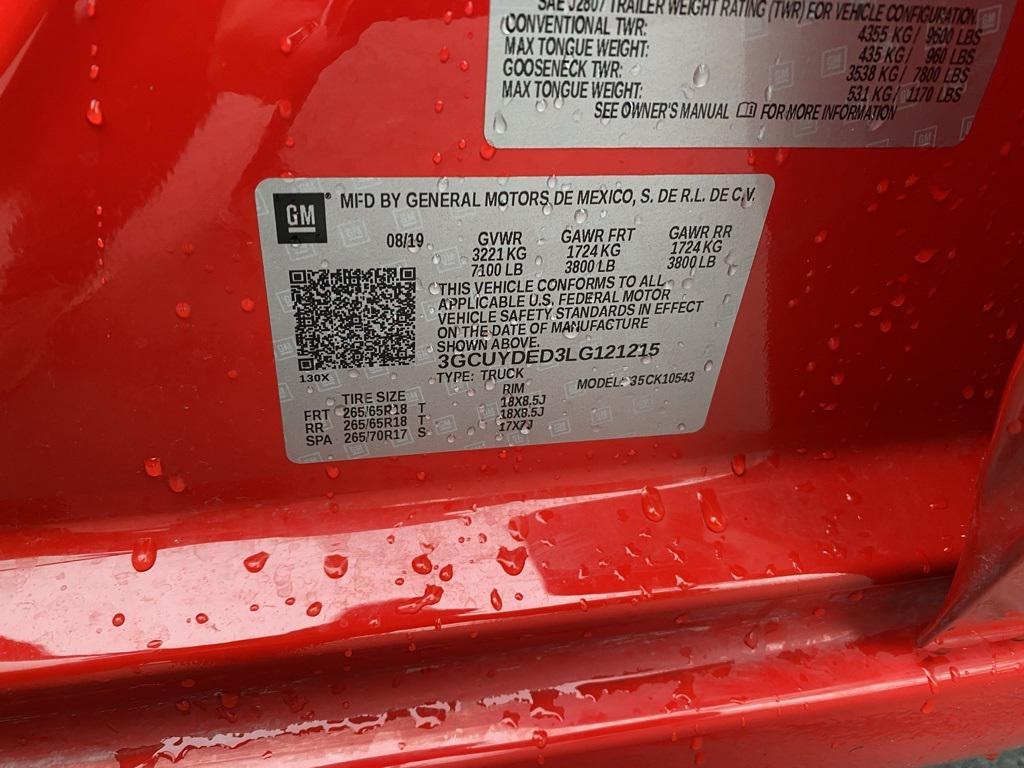 SAE J2807 TRAILER WEIGHT RATING (TWR) FOR VEHICLE CONFIGURATION.
CONVENTIONAL TWR: 4355 KG / 9600 LBS
MAX TONGUE WEIGHT: 435 KG / 960 LBS
GOOSENECK TWR: 3538 KG / 7800 LBS
MAX TONGUE WEIGHT: 531 KG / 1170 LBS
SEE OWNER'S MANUAL FOR MORE INFORMATION
GM ® MFD BY GENERAL MOTORS DE MEXICO, S. DE R.L. DE C.V.
08/19 GVWR GAWR FRT GAWR RR
3221 KG 1724 KG 1724 KG
7100 LB 3800 LB 3800 LB
THIS VEHICLE CONFORMS TO ALL
APPLICABLE U.S. FEDERAL MOTOR
VEHICLE SAFETY STANDARDS IN EFFECT
ON THE DATE OF MANUFACTURE
SHOWN ABOVE.
3GCUYDED3LG121215
130X TYPE: TRUCK MODEL: 35CK10543
TIRE SIZE RIM
FRT 265/65R18 T 18X8.5J
RR 265/65R18 T 18X8.5J
SPA 265/70R17 S 17X7J